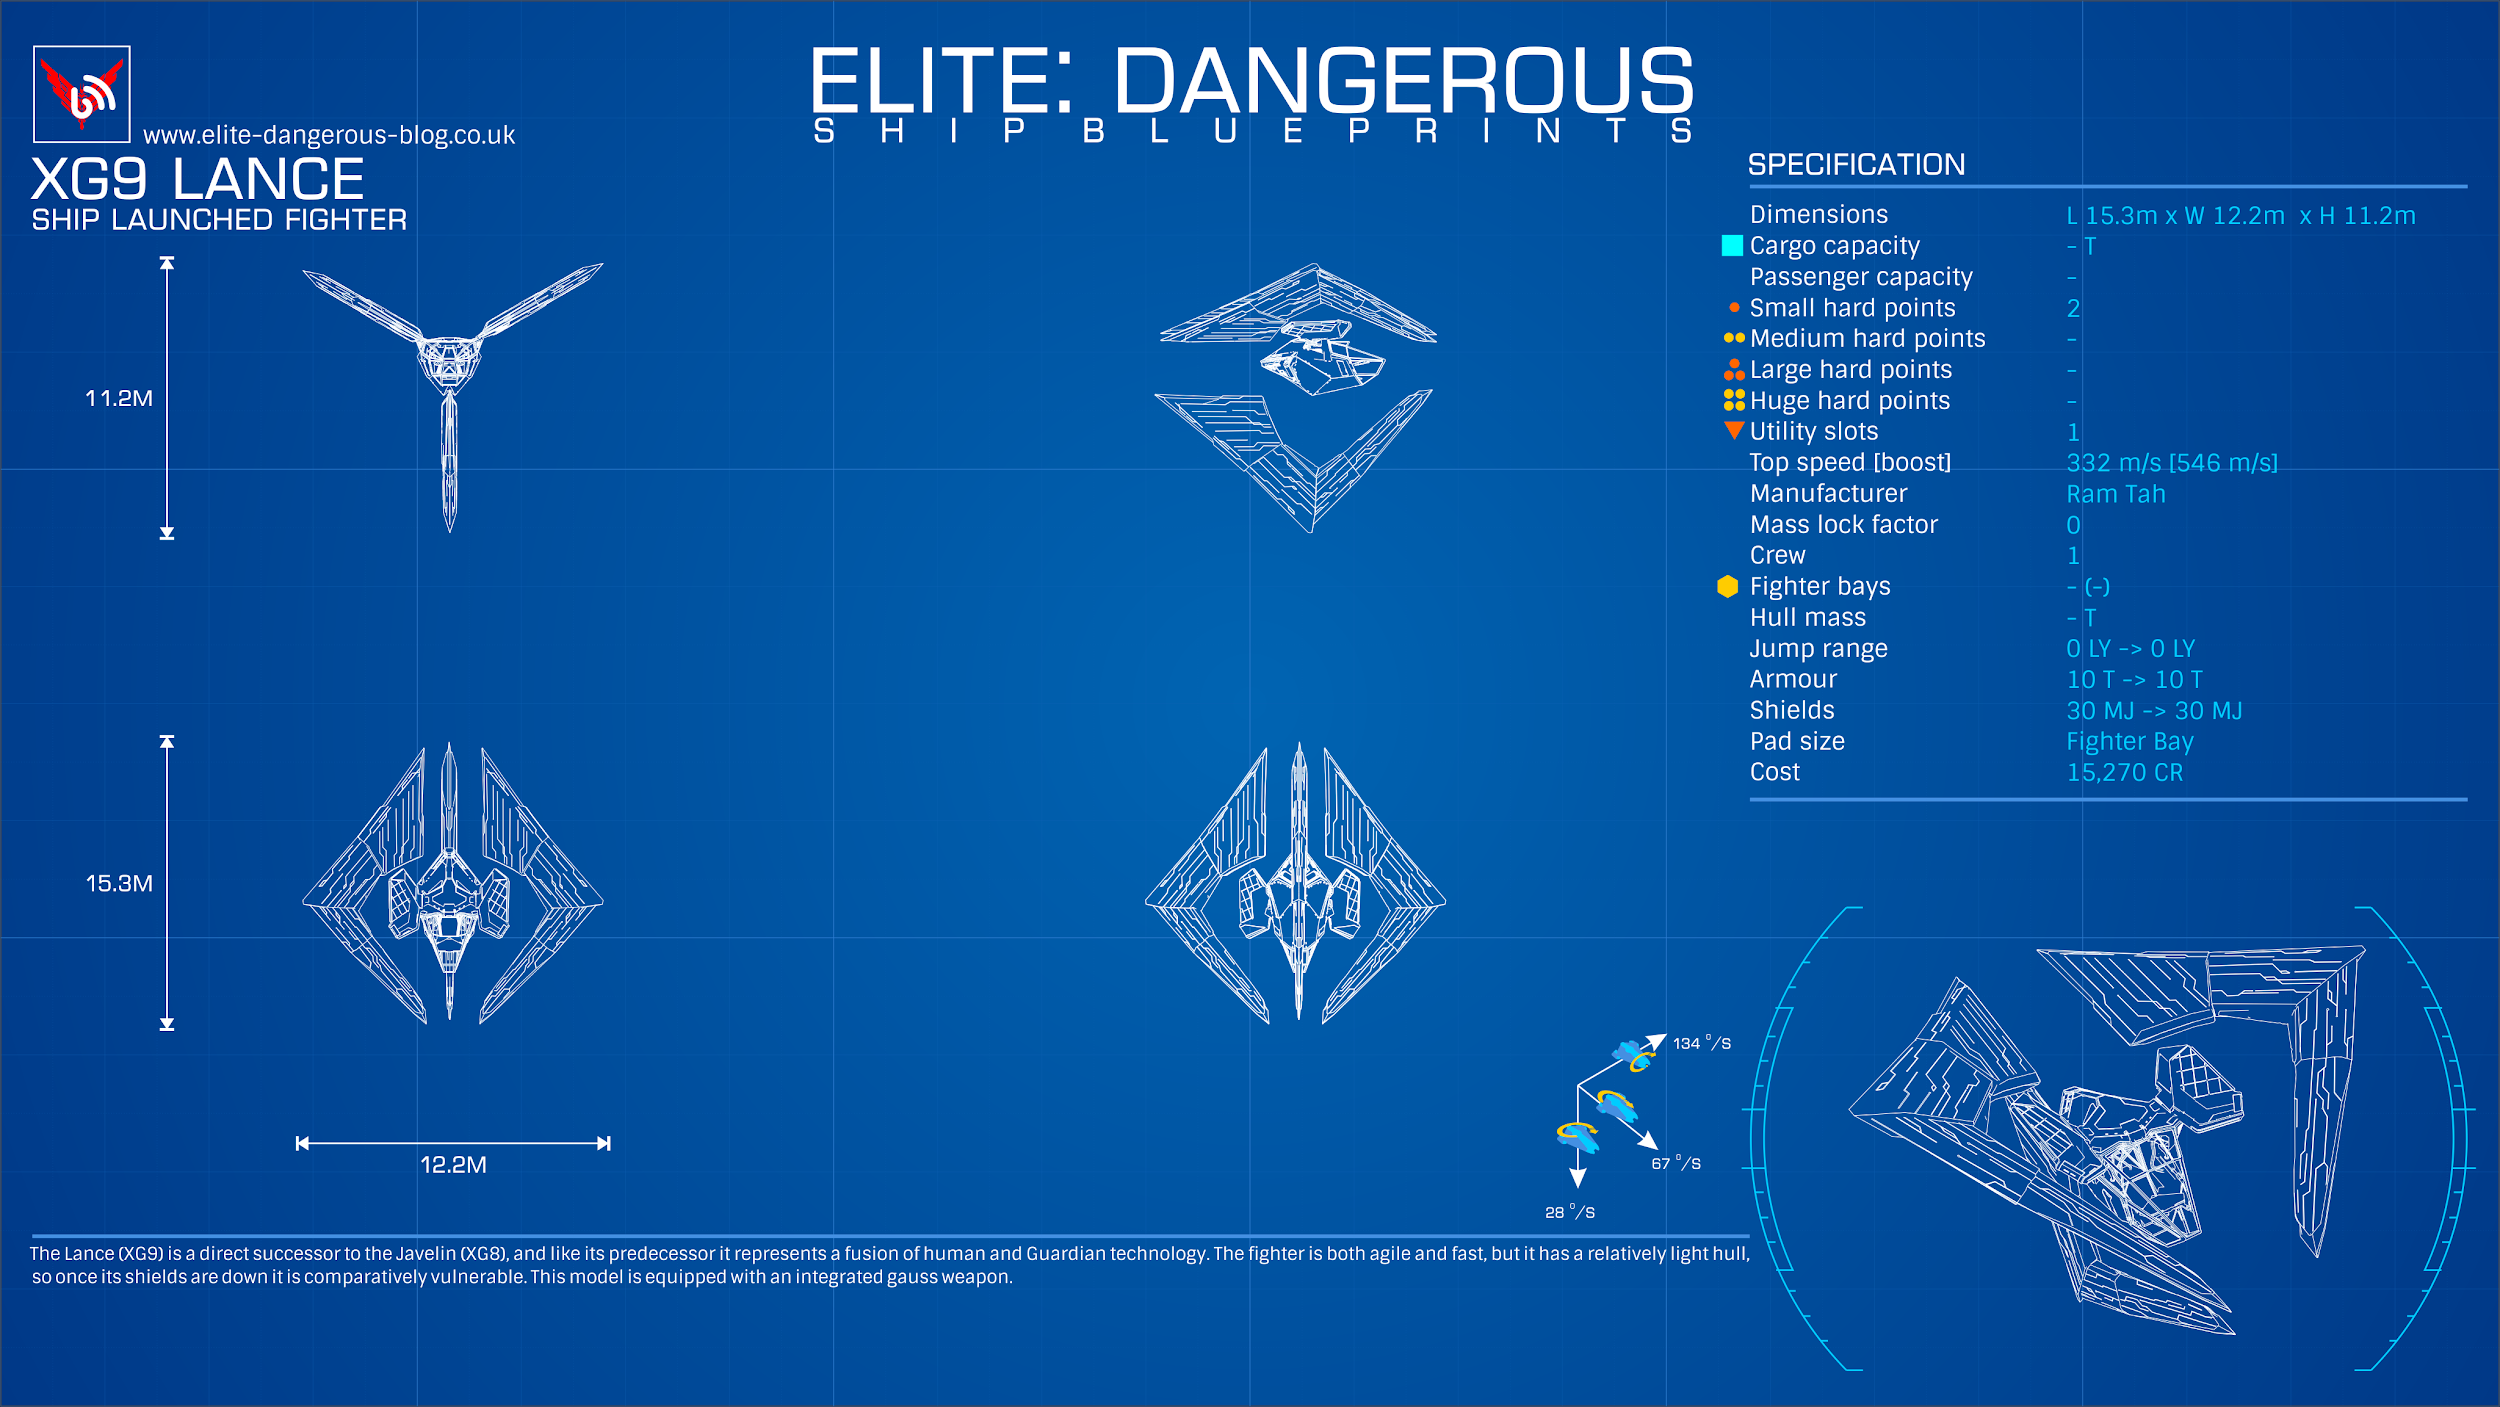 ELITE: DANGEROUS
SHIP BLUEPRINTS
www.elite-dangerous-blog.co.uk
XG9 LANCE
SHIP LAUNCHED FIGHTER
11.2M
15.3M
12.2M
SPECIFICATION
Dimensions L 15.3m x W 12.2m x H 11.2m
Cargo capacity - T
Passenger capacity -
Small hard points 2
Medium hard points -
Large hard points -
Huge hard points -
Utility slots 1
Top speed [boost] 332 m/s [546 m/s]
Manufacturer Ram Tah
Mass lock factor 0
Crew 1
Fighter bays - (-)
Hull mass - T
Jump range 0 LY -> 0 LY
Armour 10 T -> 10 T
Shields 30 MJ -> 30 MJ
Pad size Fighter Bay
Cost 15,270 CR
134 °/S
67 °/S
28 °/S
The Lance (XG9) is a direct successor to the Javelin (XG8), and like its predecessor it represents a fusion of human and Guardian technology. The fighter is both agile and fast, but it has a relatively light hull,
so once its shields are down it is comparatively vulnerable. This model is equipped with an integrated gauss weapon.